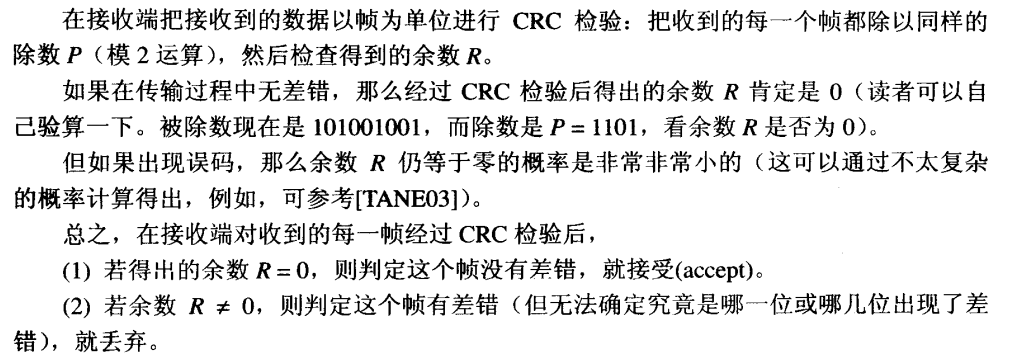 在接收端把接收到的数据以帧为单位进行 CRC 检验：把收到的每一个帧都除以同样的
除数 P（模 2 运算），然后检查得到的余数 R。
如果在传输过程中无差错，那么经过 CRC 检验后得出的余数 R 肯定是 0（读者可以自
己验算一下。被除数现在是 101001001，而除数是 P = 1101，看余数 R 是否为 0）。
但如果出现误码，那么余数 R 仍等于零的概率是非常非常小的（这可以通过不太复杂
的概率计算得出，例如，可参考[TANE03]）。
总之，在接收端对收到的每一帧经过 CRC 检验后，
(1) 若得出的余数 R = 0，则判定这个帧没有差错，就接受(accept)。
(2) 若余数 R ≠ 0，则判定这个帧有差错（但无法确定究竟是哪一位或哪几位出现了差
错），就丢弃。